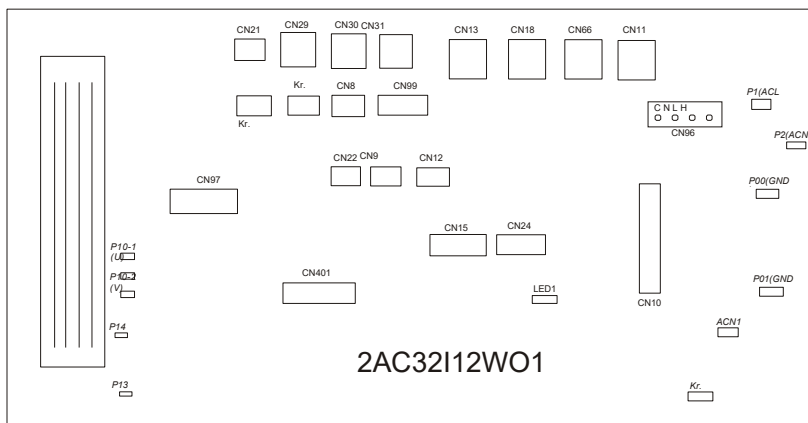 CN21
CN29
CN30
CN31
CN13
CN18
CN66
CN11
Kr.
Kr.
CN8
CN99
P1(ACL
C N L H
CN96
P2(ACN
CN22
CN9
CN12
CN97
P00(GND
CN15
CN24
P10-1
(U)
P10-2
(V)
CN401
LED1
CN10
P01(GND
P14
ACN1
2AC32I12WO1
P13
Kr.